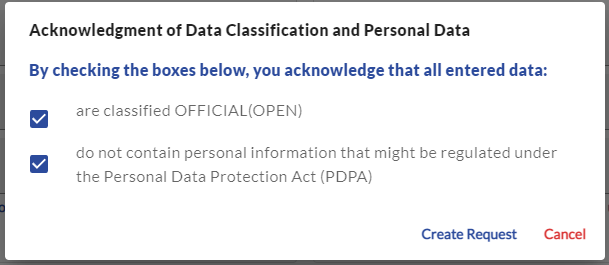 Acknowledgment of Data Classification and Personal Data
By checking the boxes below, you acknowledge that all entered data:
are classified OFFICIAL(OPEN)
do not contain personal information that might be regulated under
the Personal Data Protection Act (PDPA)
Create Request Cancel